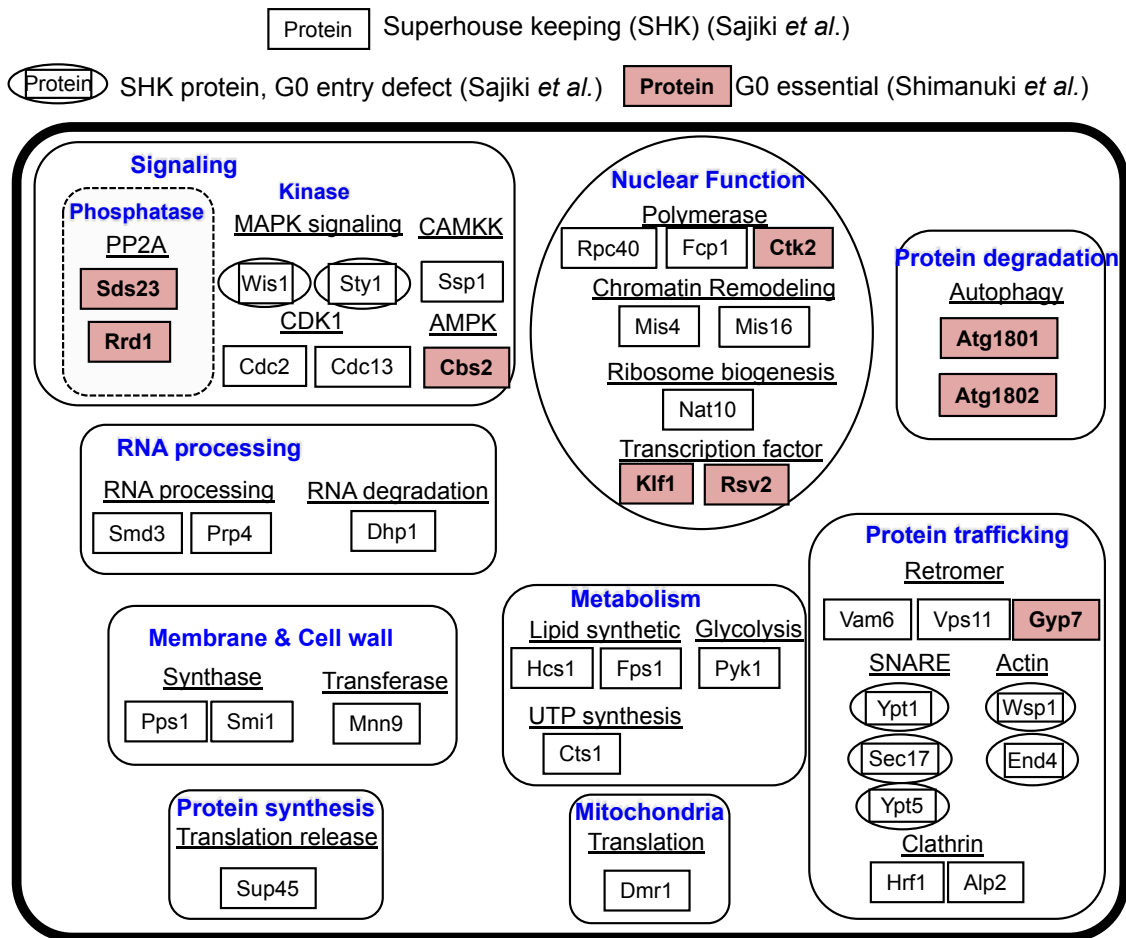 Protein Superhouse keeping (SHK) (Sajiki et al.)
Protein SHK protein, G0 entry defect (Sajiki et al.) Protein G0 essential (Shimanuki et al.)
Signaling
Phosphatase
PP2A
Sds23
Rrd1
Kinase
MAPK signaling
Wis1 Sty1
CDK1
Cdc2 Cdc13
CAMKK
Ssp1
AMPK
Cbs2
Nuclear Function
Polymerase
Rpc40 Fcp1 Ctk2
Chromatin Remodeling
Mis4 Mis16
Ribosome biogenesis
Nat10
Transcription factor
Klf1 Rsv2
Protein degradation
Autophagy
Atg1801
Atg1802
RNA processing
RNA processing
Smd3 Prp4
RNA degradation
Dhp1
Membrane & Cell wall
Synthase
Pps1 Smi1
Transferase
Mnn9
Metabolism
Lipid synthetic
Hcs1 Fps1
Glycolysis
Pyk1
UTP synthesis
Cts1
Protein trafficking
Retromer
Vam6 Vps11 Gyp7
SNARE
Ypt1
Sec17
Ypt5
Actin
Wsp1
End4
Clathrin
Hrf1 Alp2
Protein synthesis
Translation release
Sup45
Mitochondria
Translation
Dmr1